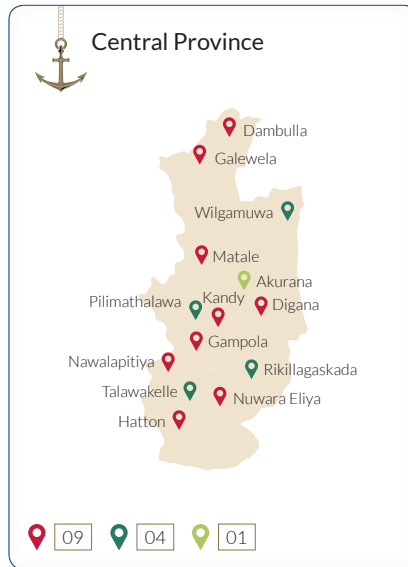 Central Province
Dambulla
Galewela
Wilgamuwa
Matale
Akurana
Pilimathalawa
Kandy
Digana
Gampola
Nawalapitiya
Rikillagaskada
Talawakelle
Nuwara Eliya
Hatton
09 04 01